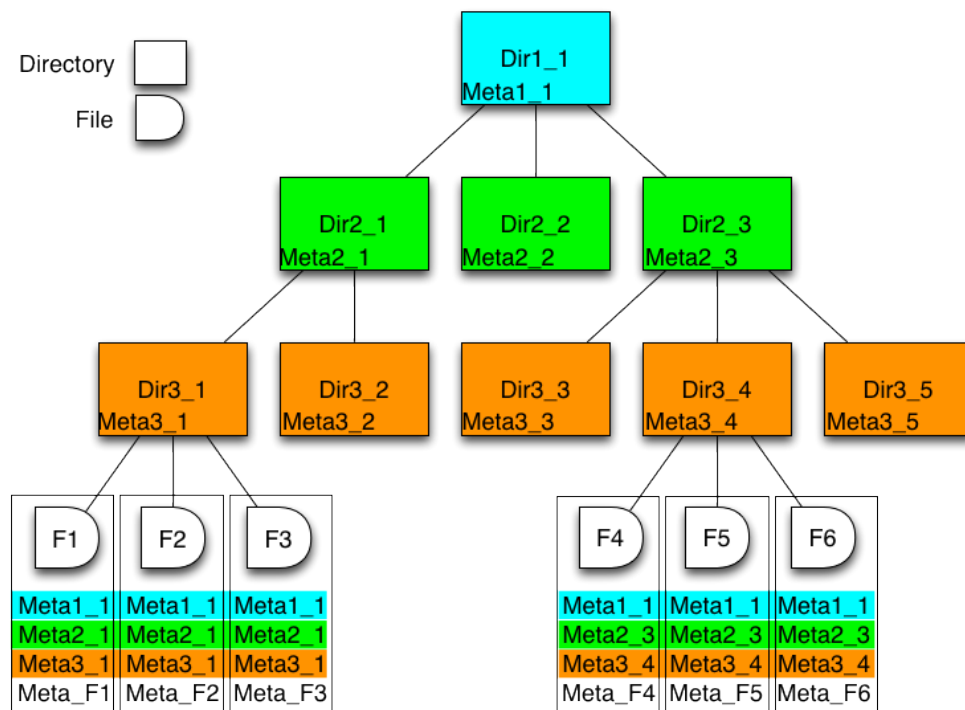 Directory
File
Dir1_1
Meta1_1
Dir2_1
Meta2_1
Dir2_2
Meta2_2
Dir2_3
Meta2_3
Dir3_1
Meta3_1
Dir3_2
Meta3_2
Dir3_3
Meta3_3
Dir3_4
Meta3_4
Dir3_5
Meta3_5
F1
Meta1_1
Meta2_1
Meta3_1
Meta_F1
F2
Meta1_1
Meta2_1
Meta3_1
Meta_F2
F3
Meta1_1
Meta2_1
Meta3_1
Meta_F3
F4
Meta1_1
Meta2_3
Meta3_4
Meta_F4
F5
Meta1_1
Meta2_3
Meta3_4
Meta_F5
F6
Meta1_1
Meta2_3
Meta3_4
Meta_F6